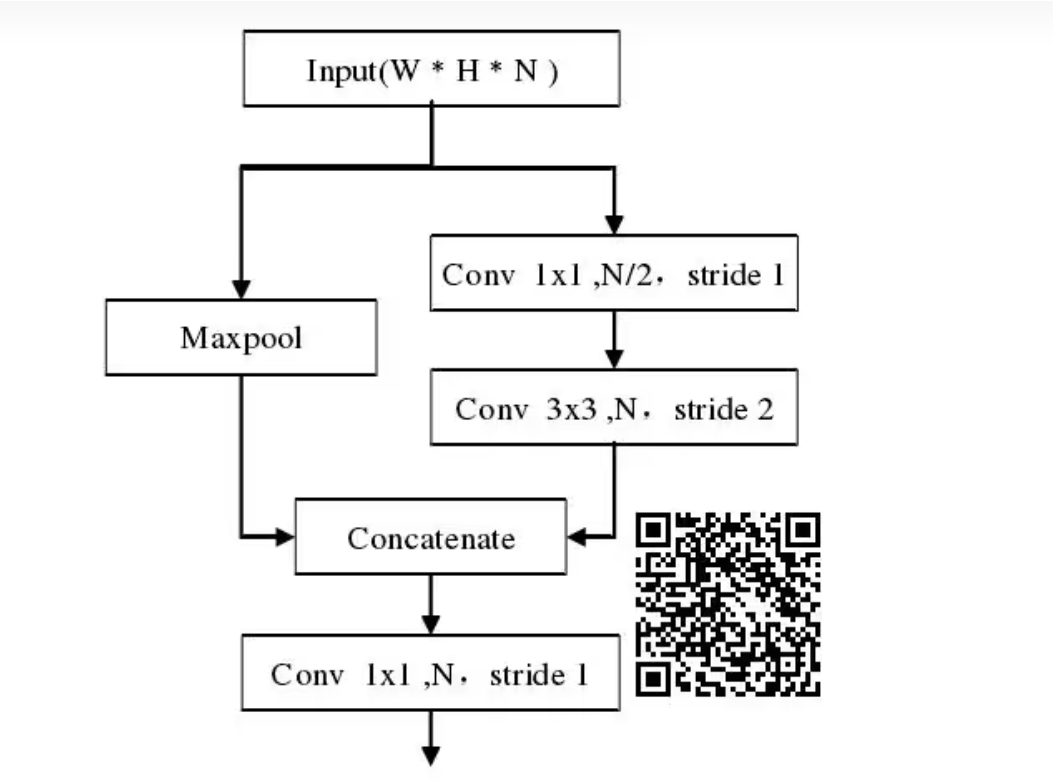 Input(W * H * N )
Conv 1x1 ,N/2, stride 1
Maxpool
Conv 3x3 ,N, stride 2
Concatenate
Conv 1x1 ,N, stride 1